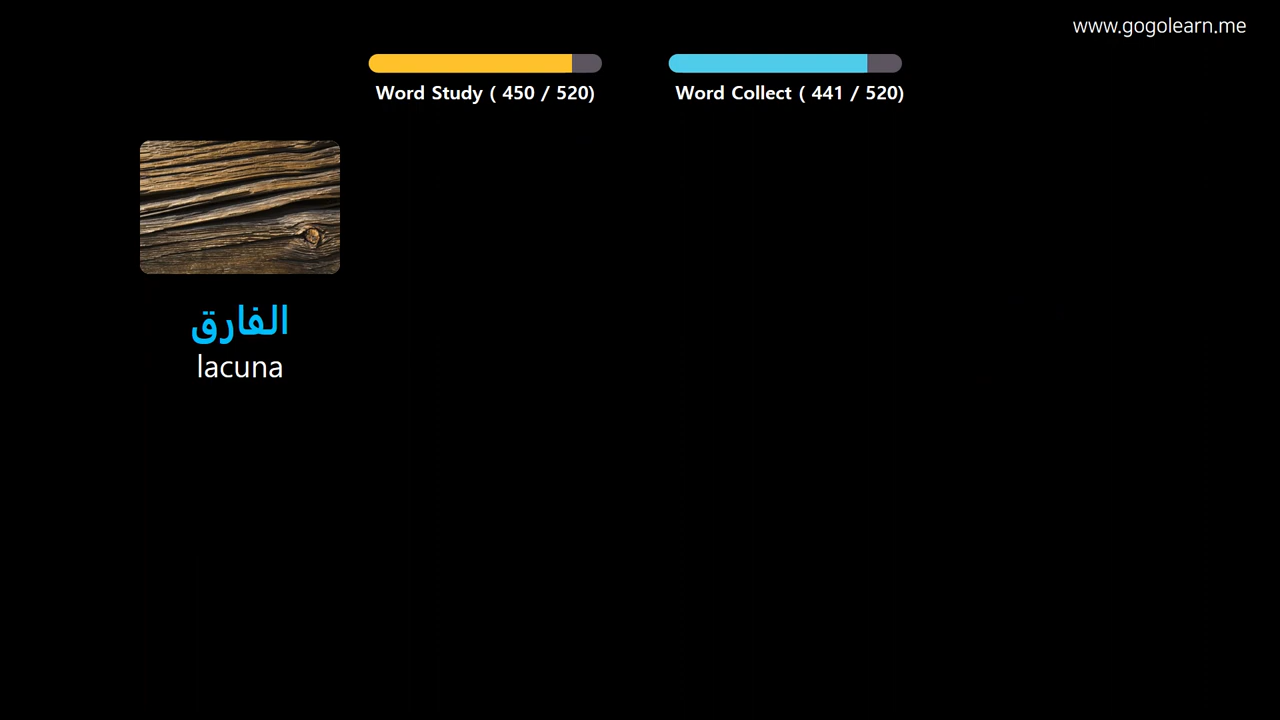 www.gogolearn.me
Word Study ( 450 / 520)
Word Collect ( 441 / 520)
الفارق
lacuna